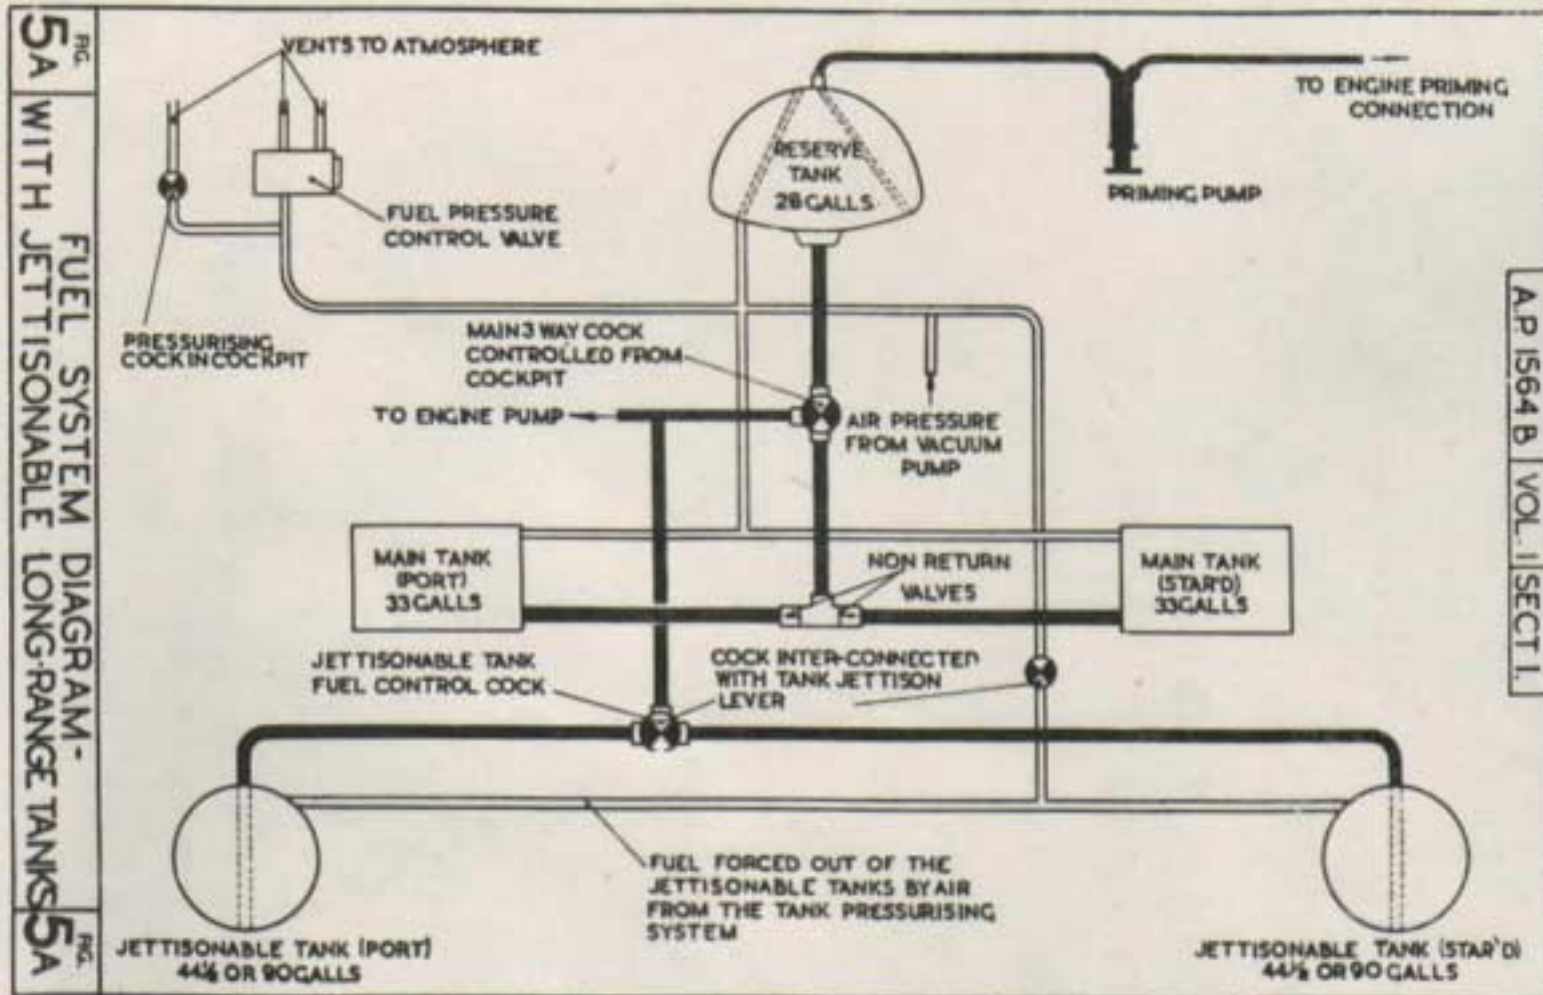 FIG.
5A
FUEL SYSTEM DIAGRAM-
WITH JETTISONABLE LONG-RANGE TANKS
FIG.
5A
VENTS TO ATMOSPHERE
FUEL PRESSURE
CONTROL VALVE
PRESSURISING
COCK IN COCKPIT
RESERVE
TANK
28 GALLS
TO ENGINE PRIMING
CONNECTION
PRIMING PUMP
MAIN 3 WAY COCK
CONTROLLED FROM
COCKPIT
TO ENGINE PUMP
AIR PRESSURE
FROM VACUUM
PUMP
MAIN TANK
(PORT)
33 GALLS
NON RETURN
VALVES
MAIN TANK
(STAR'D)
33 GALLS
JETTISONABLE TANK
FUEL CONTROL COCK
COCK INTER-CONNECTED
WITH TANK JETTISON
LEVER
FUEL FORCED OUT OF THE
JETTISONABLE TANKS BY AIR
FROM THE TANK PRESSURISING
SYSTEM
JETTISONABLE TANK (PORT)
44½ OR 90 GALLS
JETTISONABLE TANK (STAR'D)
44½ OR 90 GALLS
A.P. 1564 B VOL. I SECT I.